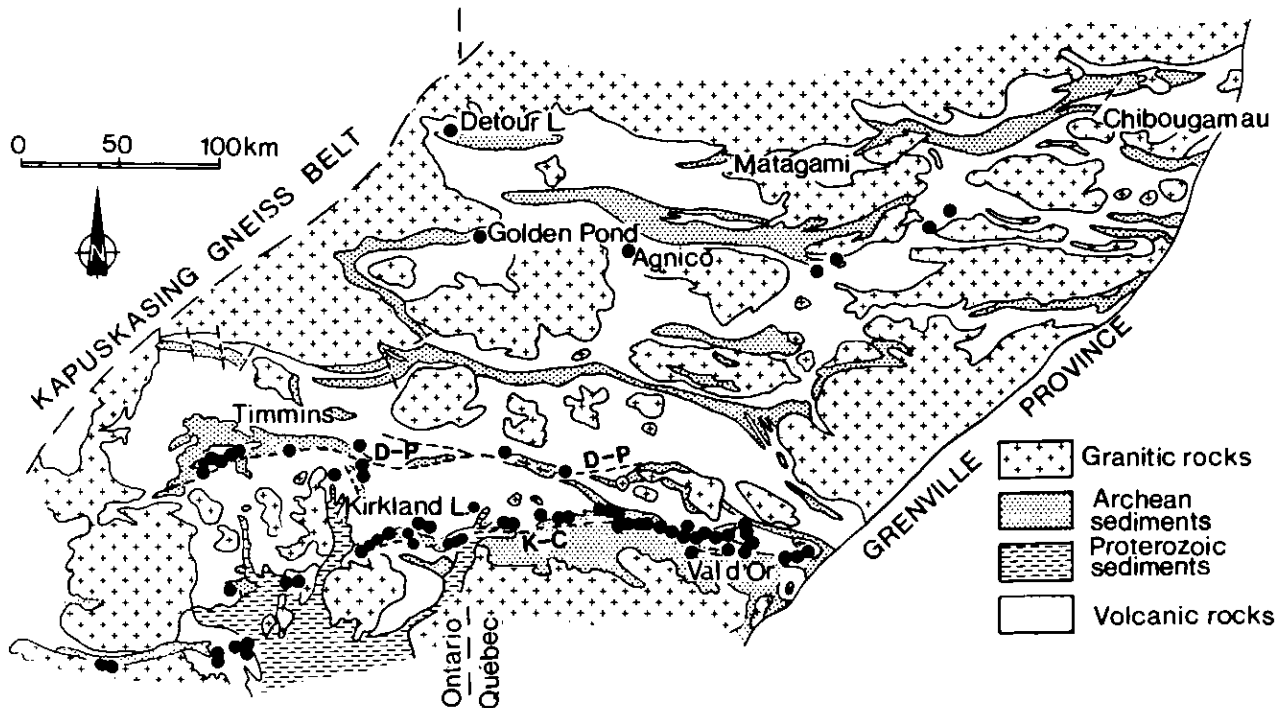 Detour L.
Chibougamau
0 50 100km
Matagami
KAPUSKASING GNEISS BELT
N
Golden Pond
Agnico
Timmins
D-P
D-P
Kirkland L.
K-C
Val d'Or
GRENVILLE PROVINCE
Granitic rocks
Archean
sediments
Proterozoic
sediments
Volcanic rocks
Ontario
Québec